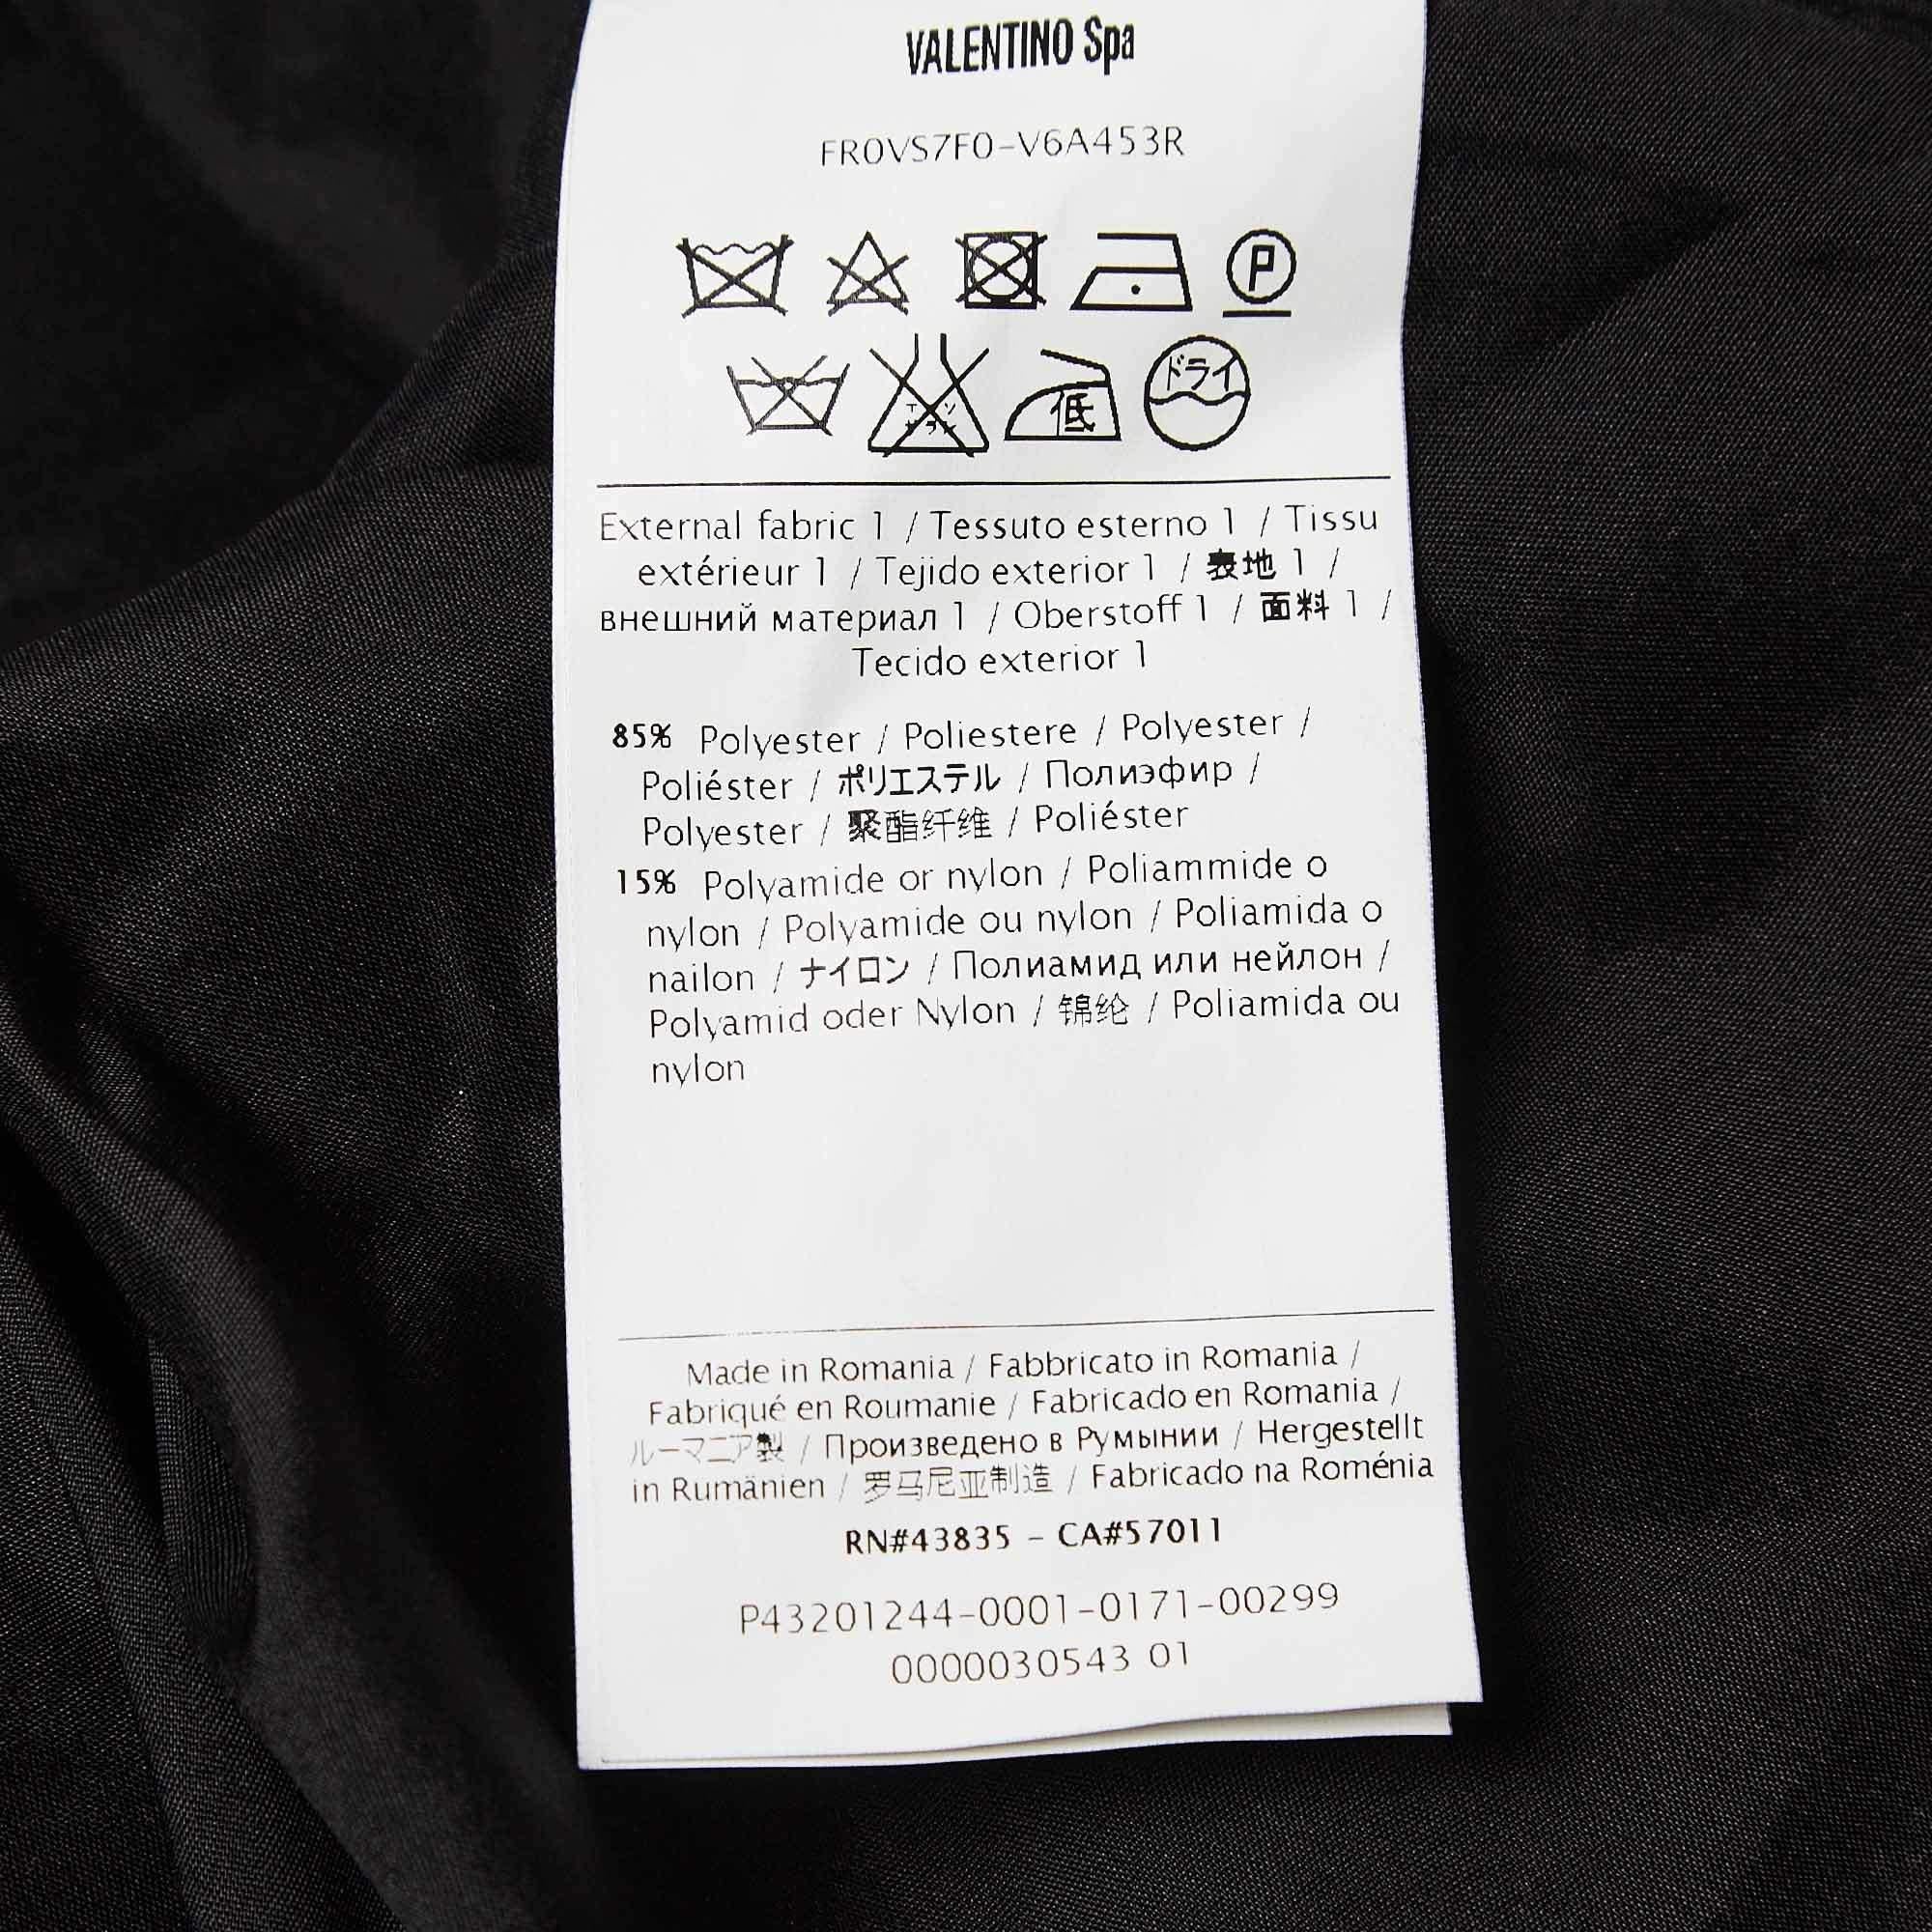 VALENTINO Spa
FR0VS7F0-V6A453R
P
ドライ
低
External fabric 1 / Tessuto esterno 1 / Tissu
extérieur 1 / Tejido exterior 1 / 表地 1 /
внешний материал 1 / Oberstoff 1 / 面料 1 /
Tecido exterior 1
85% Polyester / Poliestere / Polyester /
Poliéster / ポリエステル / Полиэфир /
Polyester / 聚酯纤维 / Poliéster
15% Polyamide or nylon / Poliammide o
nylon / Polyamide ou nylon / Poliamida o
nailon / ナイロン / Полиамид или нейлон /
Polyamid oder Nylon / 锦纶 / Poliamida ou
nylon
Made in Romania / Fabbricato in Romania /
Fabriqué en Roumanie / Fabricado en Romania /
ルーマニア製 / Произведено в Румынии / Hergestellt
in Rumänien / 罗马尼亚制造 / Fabricado na Roménia
RN#43835 - CA#57011
P43201244-0001-0171-00299
0000030543 01